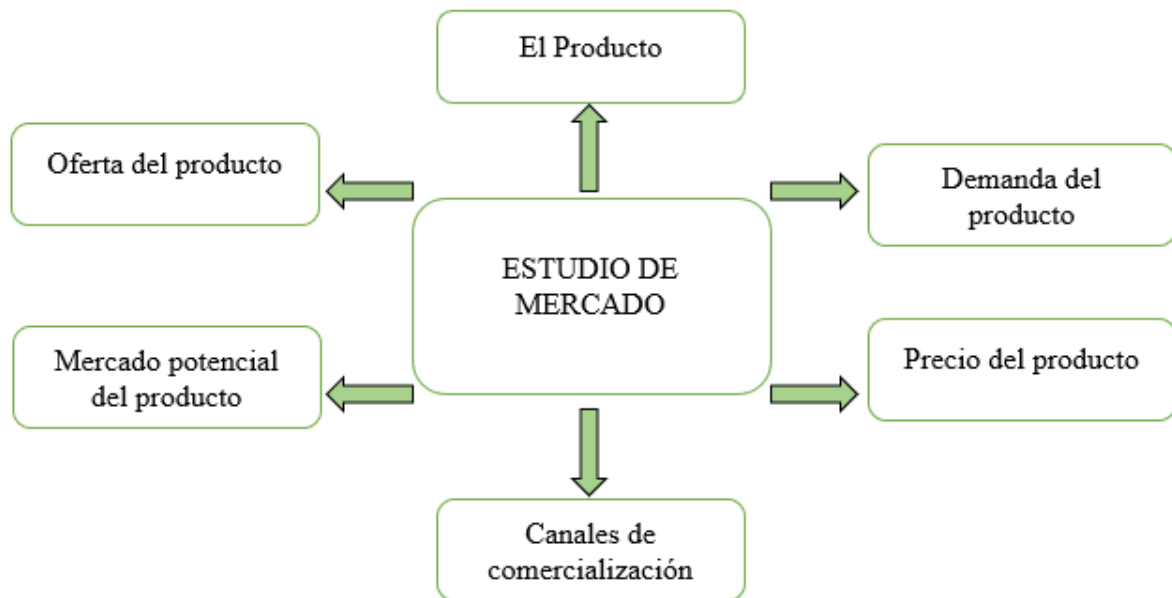 El Producto
Oferta del producto
Demanda del
producto
ESTUDIO DE
MERCADO
Mercado potencial
del producto
Precio del producto
Canales de
comercialización